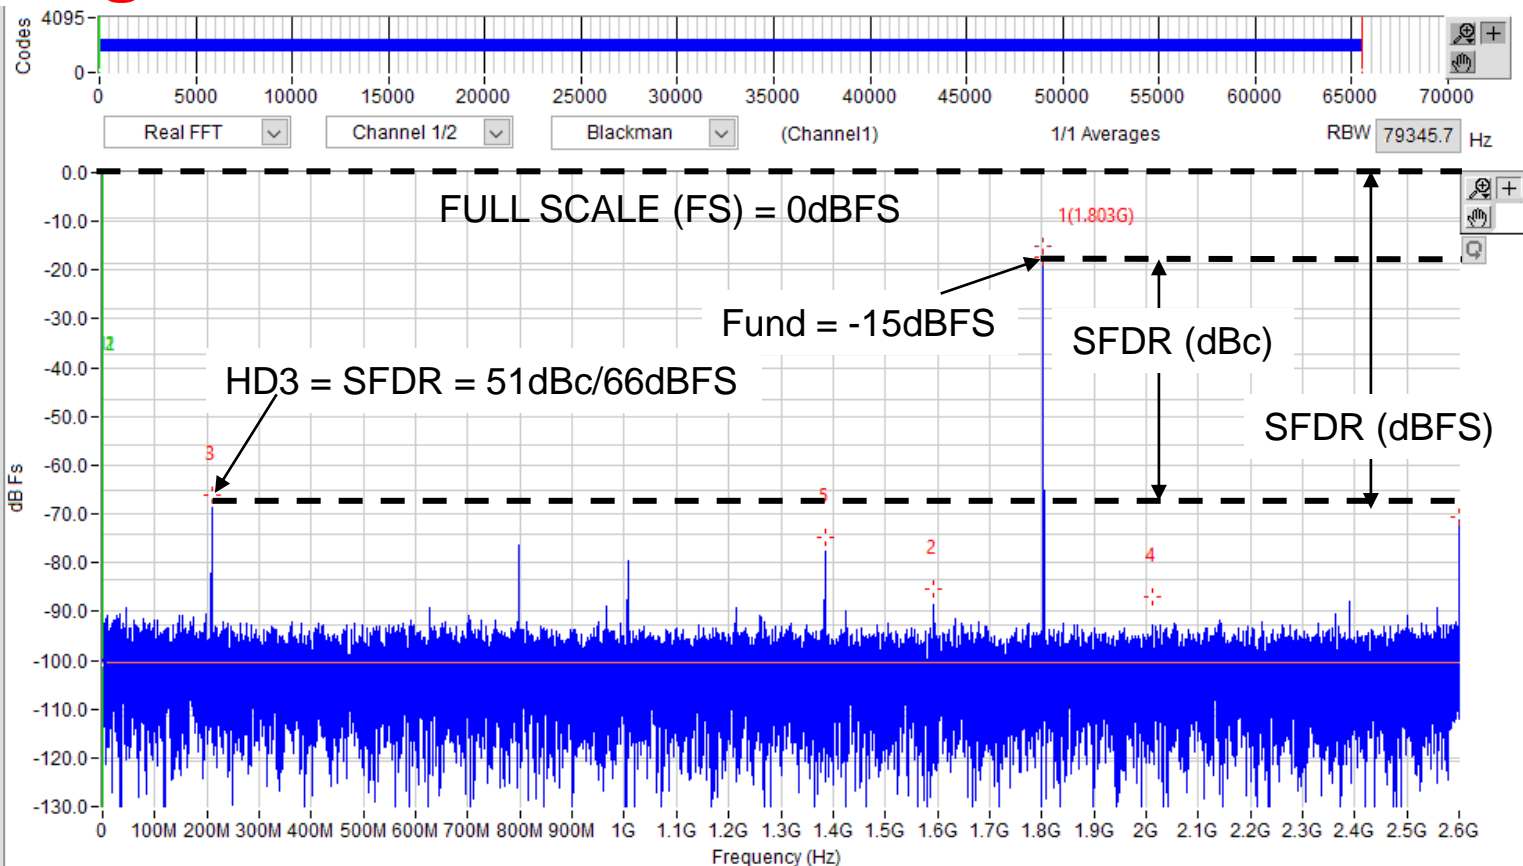 4095
Codes
0
0 5000 10000 15000 20000 25000 30000 35000 40000 45000 50000 55000 60000 65000 70000
Real FFT Channel 1/2 Blackman (Channel1) 1/1 Averages RBW 79345.7 Hz
0.0
FULL SCALE (FS) = 0dBFS
1(1.803G)
-10.0
-20.0
-30.0
Fund = -15dBFS
SFDR (dBc)
-40.0
HD3 = SFDR = 51dBc/66dBFS
-50.0
SFDR (dBFS)
3
-60.0
dB Fs
5
-70.0
2
4
-80.0
-90.0
-100.0
-110.0
-120.0
-130.0
0 100M 200M 300M 400M 500M 600M 700M 800M 900M 1G 1.1G 1.2G 1.3G 1.4G 1.5G 1.6G 1.7G 1.8G 1.9G 2G 2.1G 2.2G 2.3G 2.4G 2.5G 2.6G
Frequency (Hz)